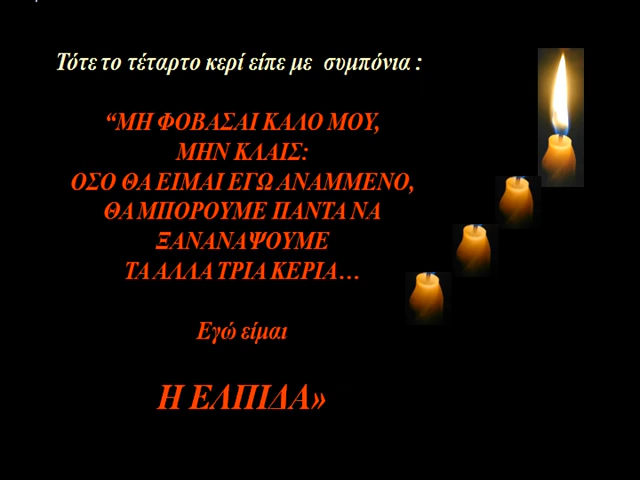 Τότε το τέταρτο κερί είπε με συμπόνια :
“ΜΗ ΦΟΒΑΣΑΙ ΚΑΛΟ ΜΟΥ,
ΜΗΝ ΚΛΑΙΣ:
ΟΣΟ ΘΑ ΕΙΜΑΙ ΕΓΩ ΑΝΑΜΜΕΝΟ,
ΘΑ ΜΠΟΡΟΥΜΕ ΠΑΝΤΑ ΝΑ
ΞΑΝΑΝΑΨΟΥΜΕ
ΤΑ ΑΛΛΑ ΤΡΙΑ ΚΕΡΙΑ…
Εγώ είμαι
Η ΕΛΠΙΔΑ»